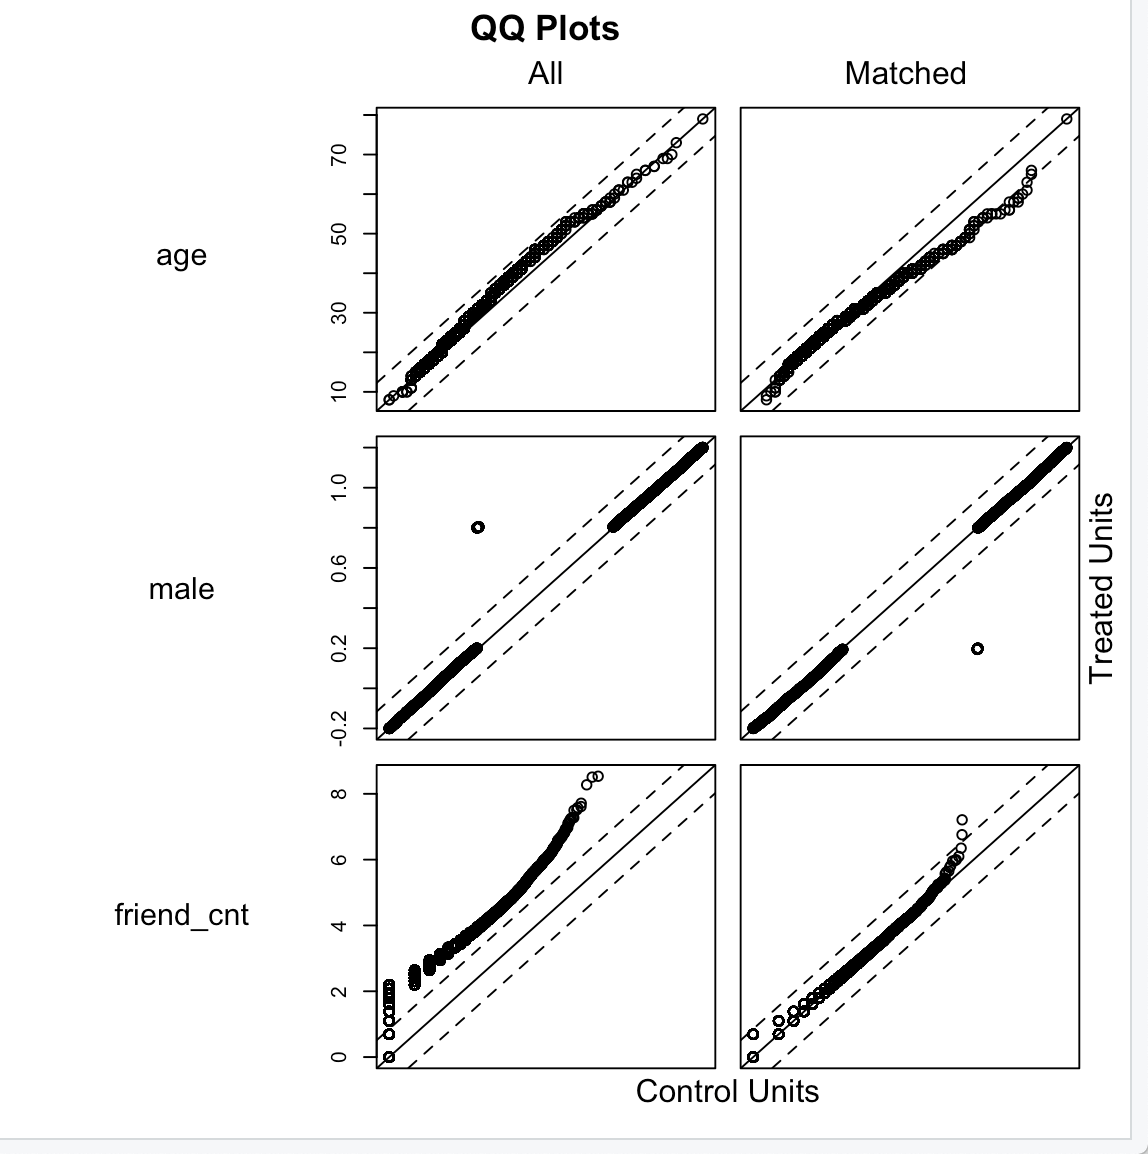 QQ Plots
All Matched
age
70
50
30
10
male
1.0
0.6
0.2
-0.2
Treated Units
friend_cnt
8
6
4
2
0
Control Units